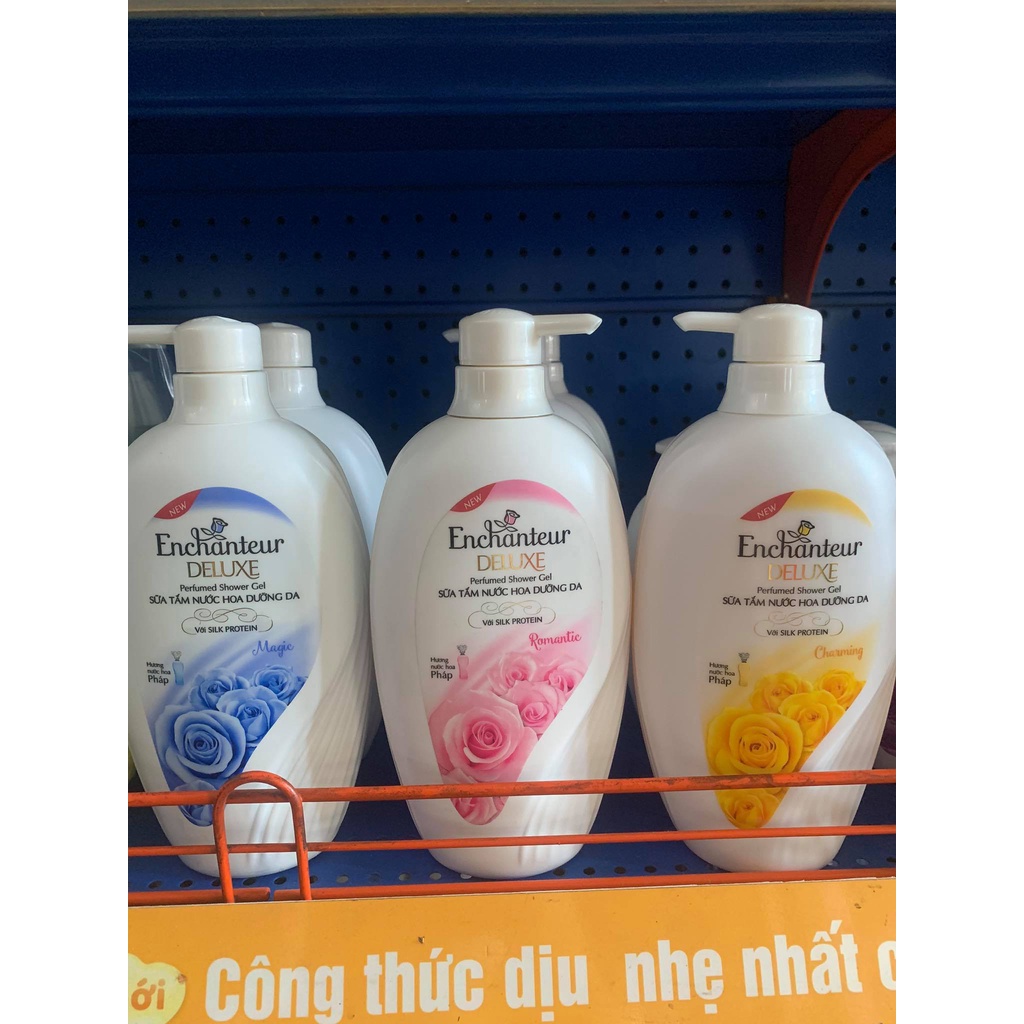 NEW
Enchanteur
DELUXE
Perfumed Shower Gel
SỮA TẮM NƯỚC HOA DƯỠNG DA
Với SILK PROTEIN
Magic
Hương
nước hoa
Pháp
NEW
Enchanteur
DELUXE
Perfumed Shower Gel
SỮA TẮM NƯỚC HOA DƯỠNG DA
Với SILK PROTEIN
Romantic
Hương
nước hoa
Pháp
NEW
Enchanteur
DELUXE
Perfumed Shower Gel
SỮA TẮM NƯỚC HOA DƯỠNG DA
Với SILK PROTEIN
Charming
Hương
nước hoa
Pháp
Công thức dịu nhẹ nhất